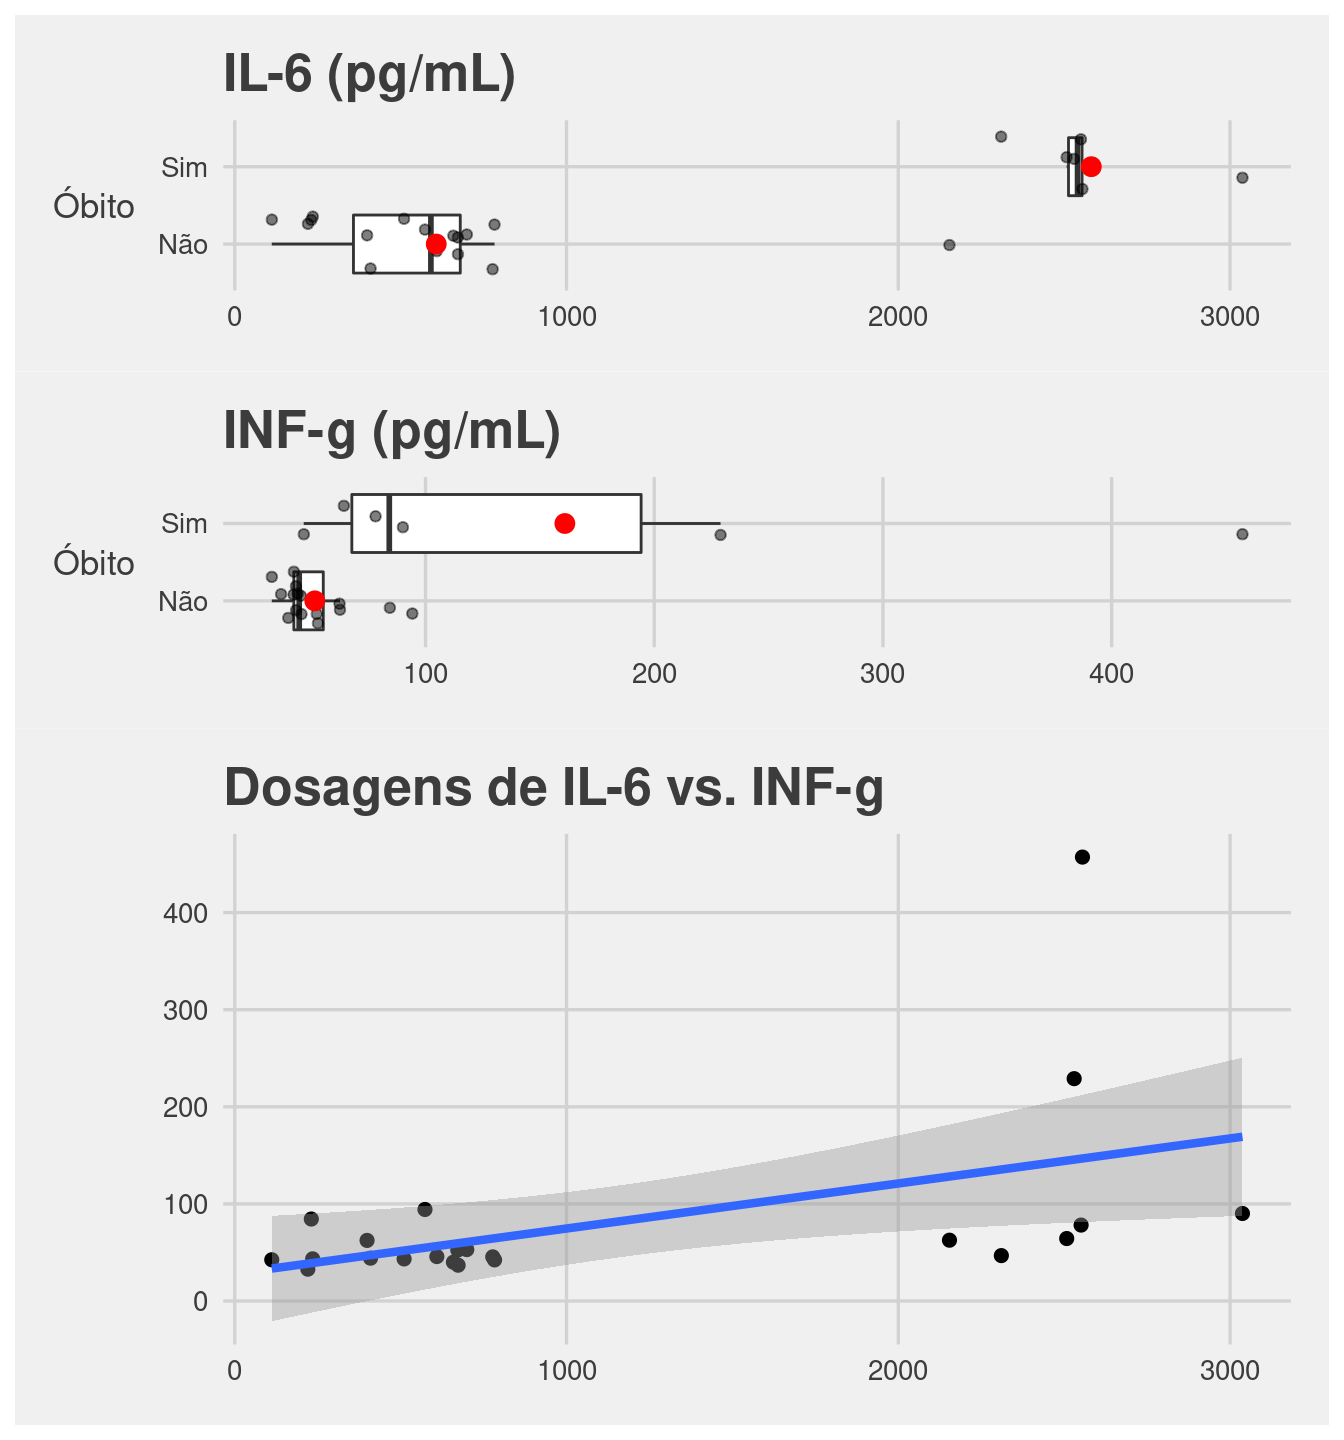 IL-6 (pg/mL)
Óbito
Sim
Não
0 1000 2000 3000
INF-g (pg/mL)
Óbito
Sim
Não
100 200 300 400
Dosagens de IL-6 vs. INF-g
400
300
200
100
0
0 1000 2000 3000